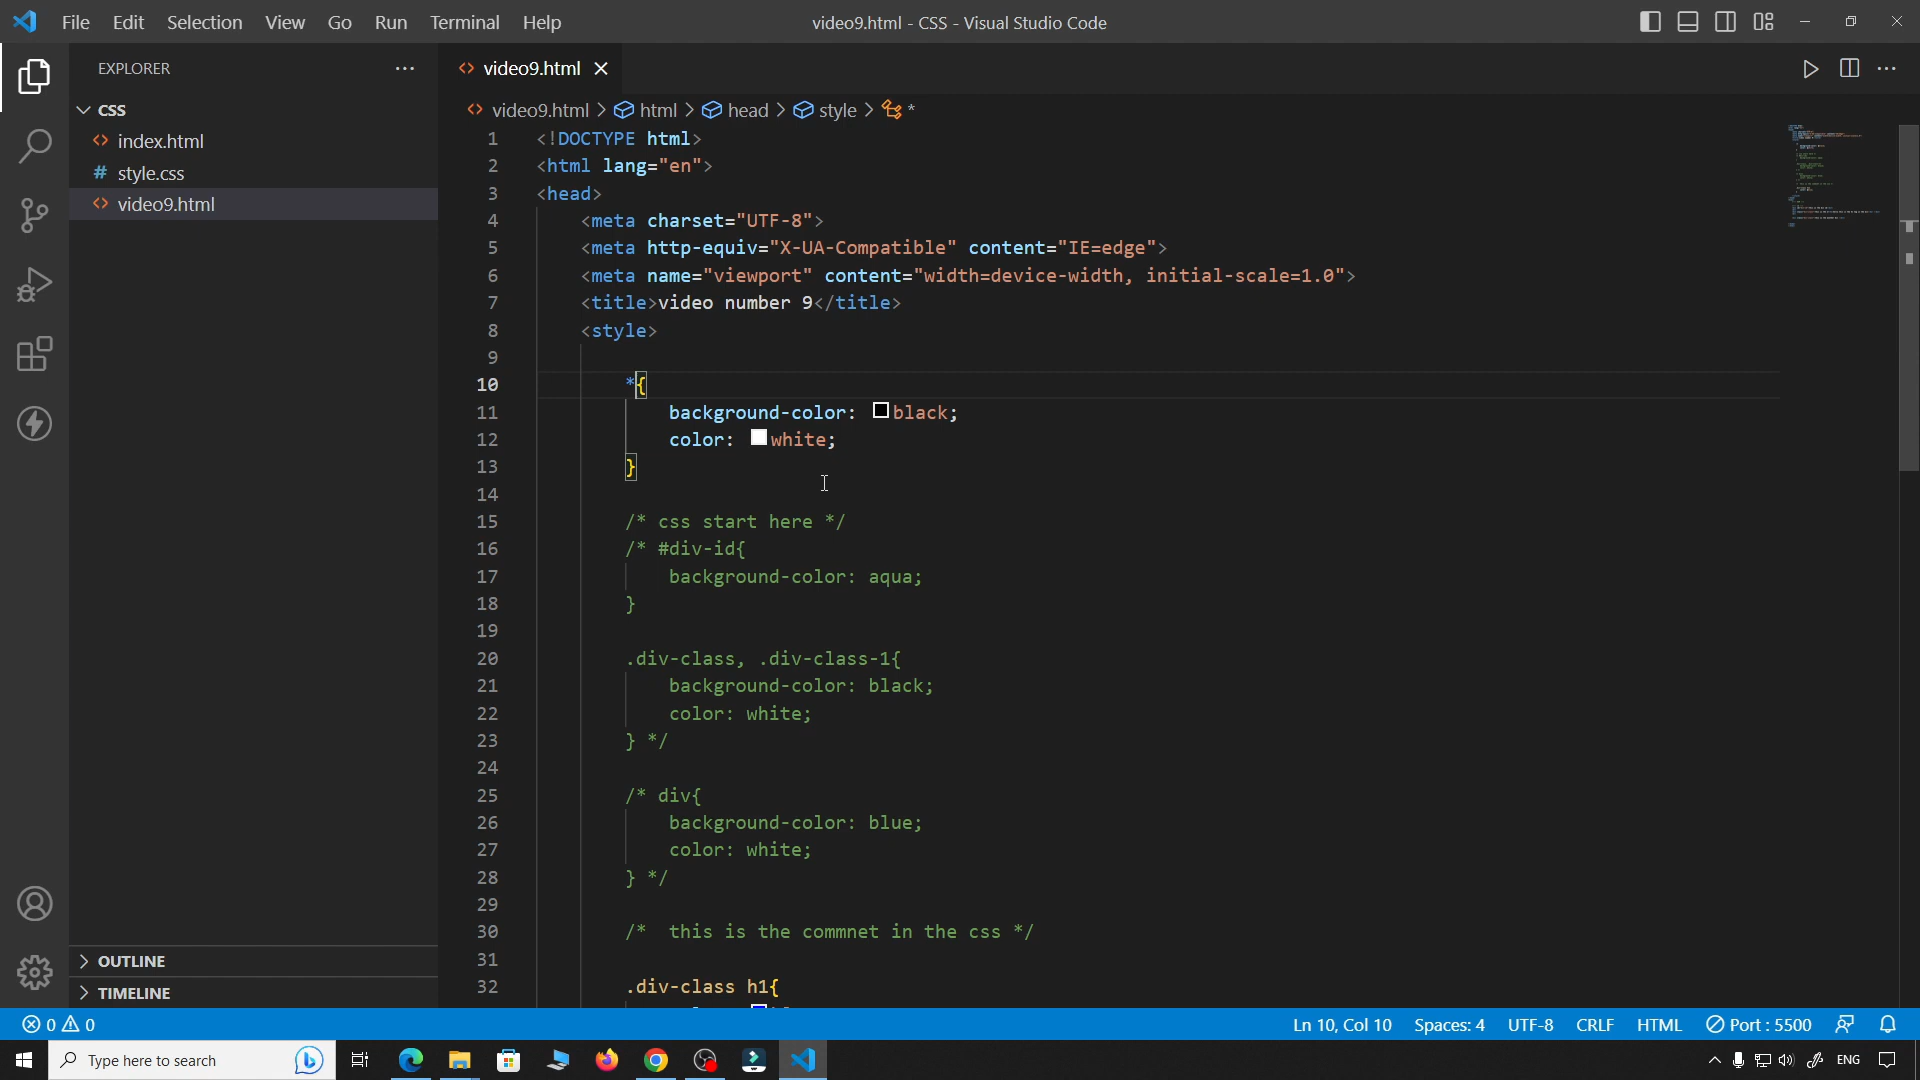 File Edit Selection View Go Run Terminal Help
video9.html - CSS - Visual Studio Code
EXPLORER
CSS
index.html
# style.css
video9.html
OUTLINE
TIMELINE
video9.html
video9.html > html > head > style > *
1 <!DOCTYPE html>
2 <html lang="en">
3 <head>
4 <meta charset="UTF-8">
5 <meta http-equiv="X-UA-Compatible" content="IE=edge">
6 <meta name="viewport" content="width=device-width, initial-scale=1.0">
7 <title>video number 9</title>
8 <style>
9
10 *{
11 background-color: black;
12 color: white;
13 }
14
15 /* css start here */
16 /* #div-id{
17 background-color: aqua;
18 }
19
20 .div-class, .div-class-1{
21 background-color: black;
22 color: white;
23 } */
24
25 /* div{
26 background-color: blue;
27 color: white;
28 } */
29
30 /*  this is the commnet in the css */
31
32 .div-class h1{
0 0
Ln 10, Col 10 Spaces: 4 UTF-8 CRLF HTML Port : 5500
Type here to search
ENG